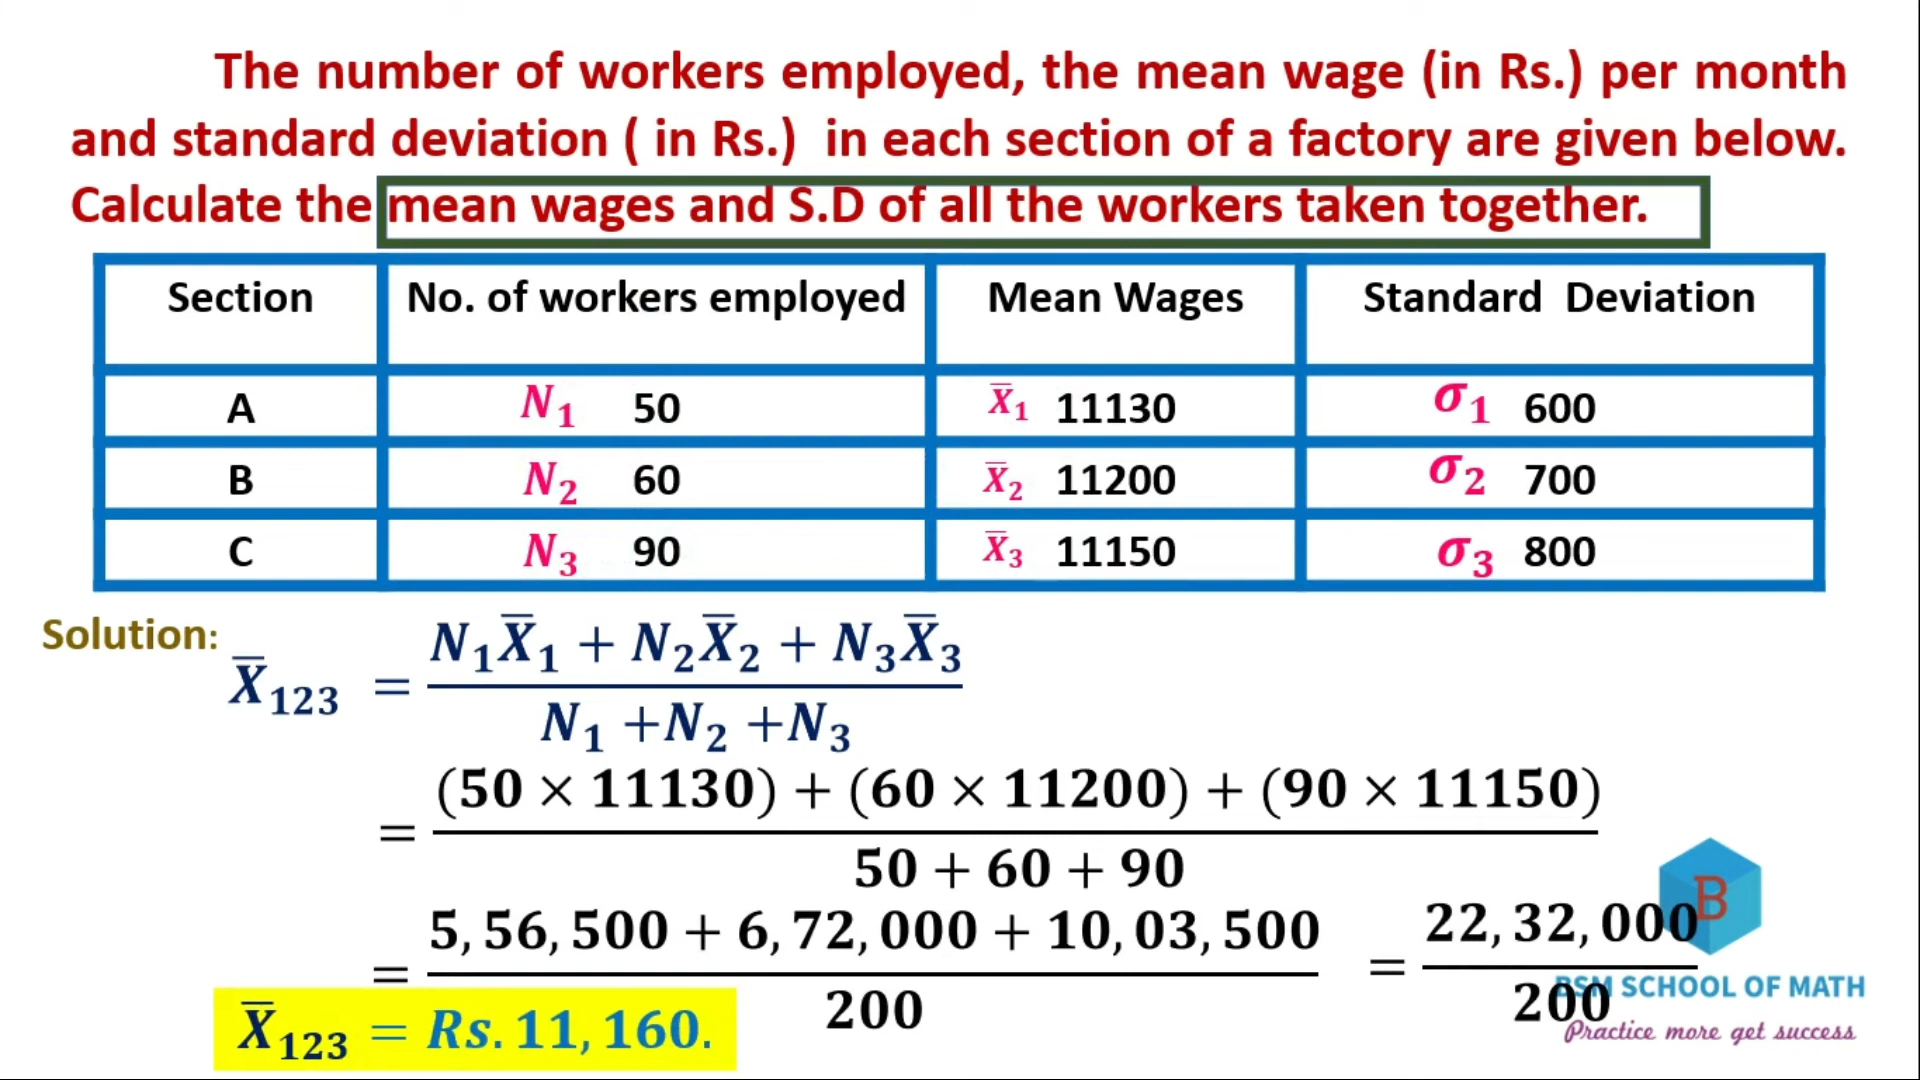 The number of workers employed, the mean wage (in Rs.) per month
and standard deviation ( in Rs.) in each section of a factory are given below.
Calculate the mean wages and S.D of all the workers taken together.
Section No. of workers employed Mean Wages Standard Deviation
A N₁ 50 X̅₁ 11130 σ₁ 600
B N₂ 60 X̅₂ 11200 σ₂ 700
C N₃ 90 X̅₃ 11150 σ₃ 800
Solution:
X̅₁₂₃ = N₁X̅₁ + N₂X̅₂ + N₃X̅₃
N₁ +N₂ +N₃
= (50 × 11130) + (60 × 11200) + (90 × 11150)
50 + 60 + 90
= 5, 56, 500 + 6, 72, 000 + 10, 03, 500
200
= 22, 32, 000
200
X̅₁₂₃ = Rs. 11, 160.
B
BSM SCHOOL OF MATH
Practice more get success